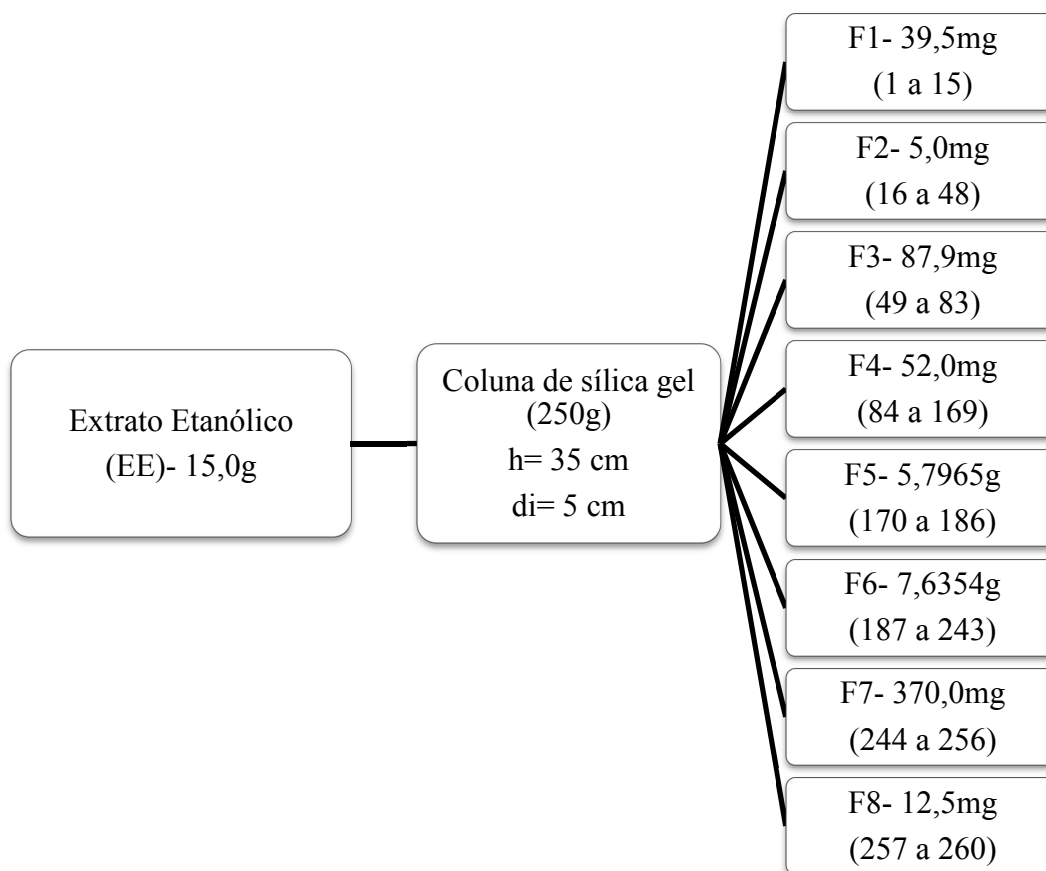 Extrato Etanólico
(EE)- 15,0g
Coluna de sílica gel
(250g)
h= 35 cm
di= 5 cm
F1- 39,5mg
(1 a 15)
F2- 5,0mg
(16 a 48)
F3- 87,9mg
(49 a 83)
F4- 52,0mg
(84 a 169)
F5- 5,7965g
(170 a 186)
F6- 7,6354g
(187 a 243)
F7- 370,0mg
(244 a 256)
F8- 12,5mg
(257 a 260)